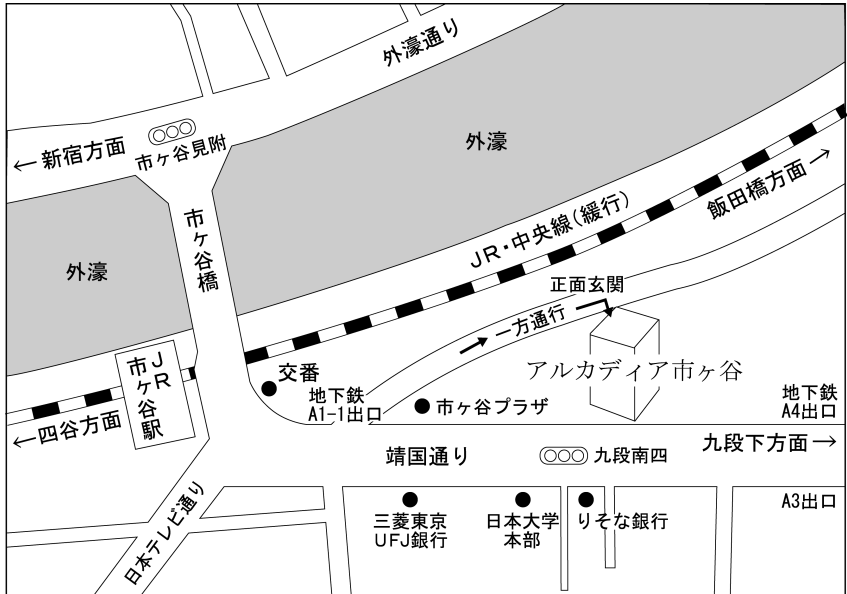 外濠通り
←新宿方面
市ヶ谷見附
外濠
市ヶ谷橋
外濠
JR・中央線(緩行)
飯田橋方面→
正面玄関
→一方通行
アルカディア市ヶ谷
JR
市ヶ谷駅
交番
地下鉄
A1-1出口
市ヶ谷プラザ
地下鉄
A4出口
←四谷方面
靖国通り
九段南四
九段下方面→
日本テレビ通り
三菱東京
UFJ銀行
日本大学
本部
りそな銀行
A3出口